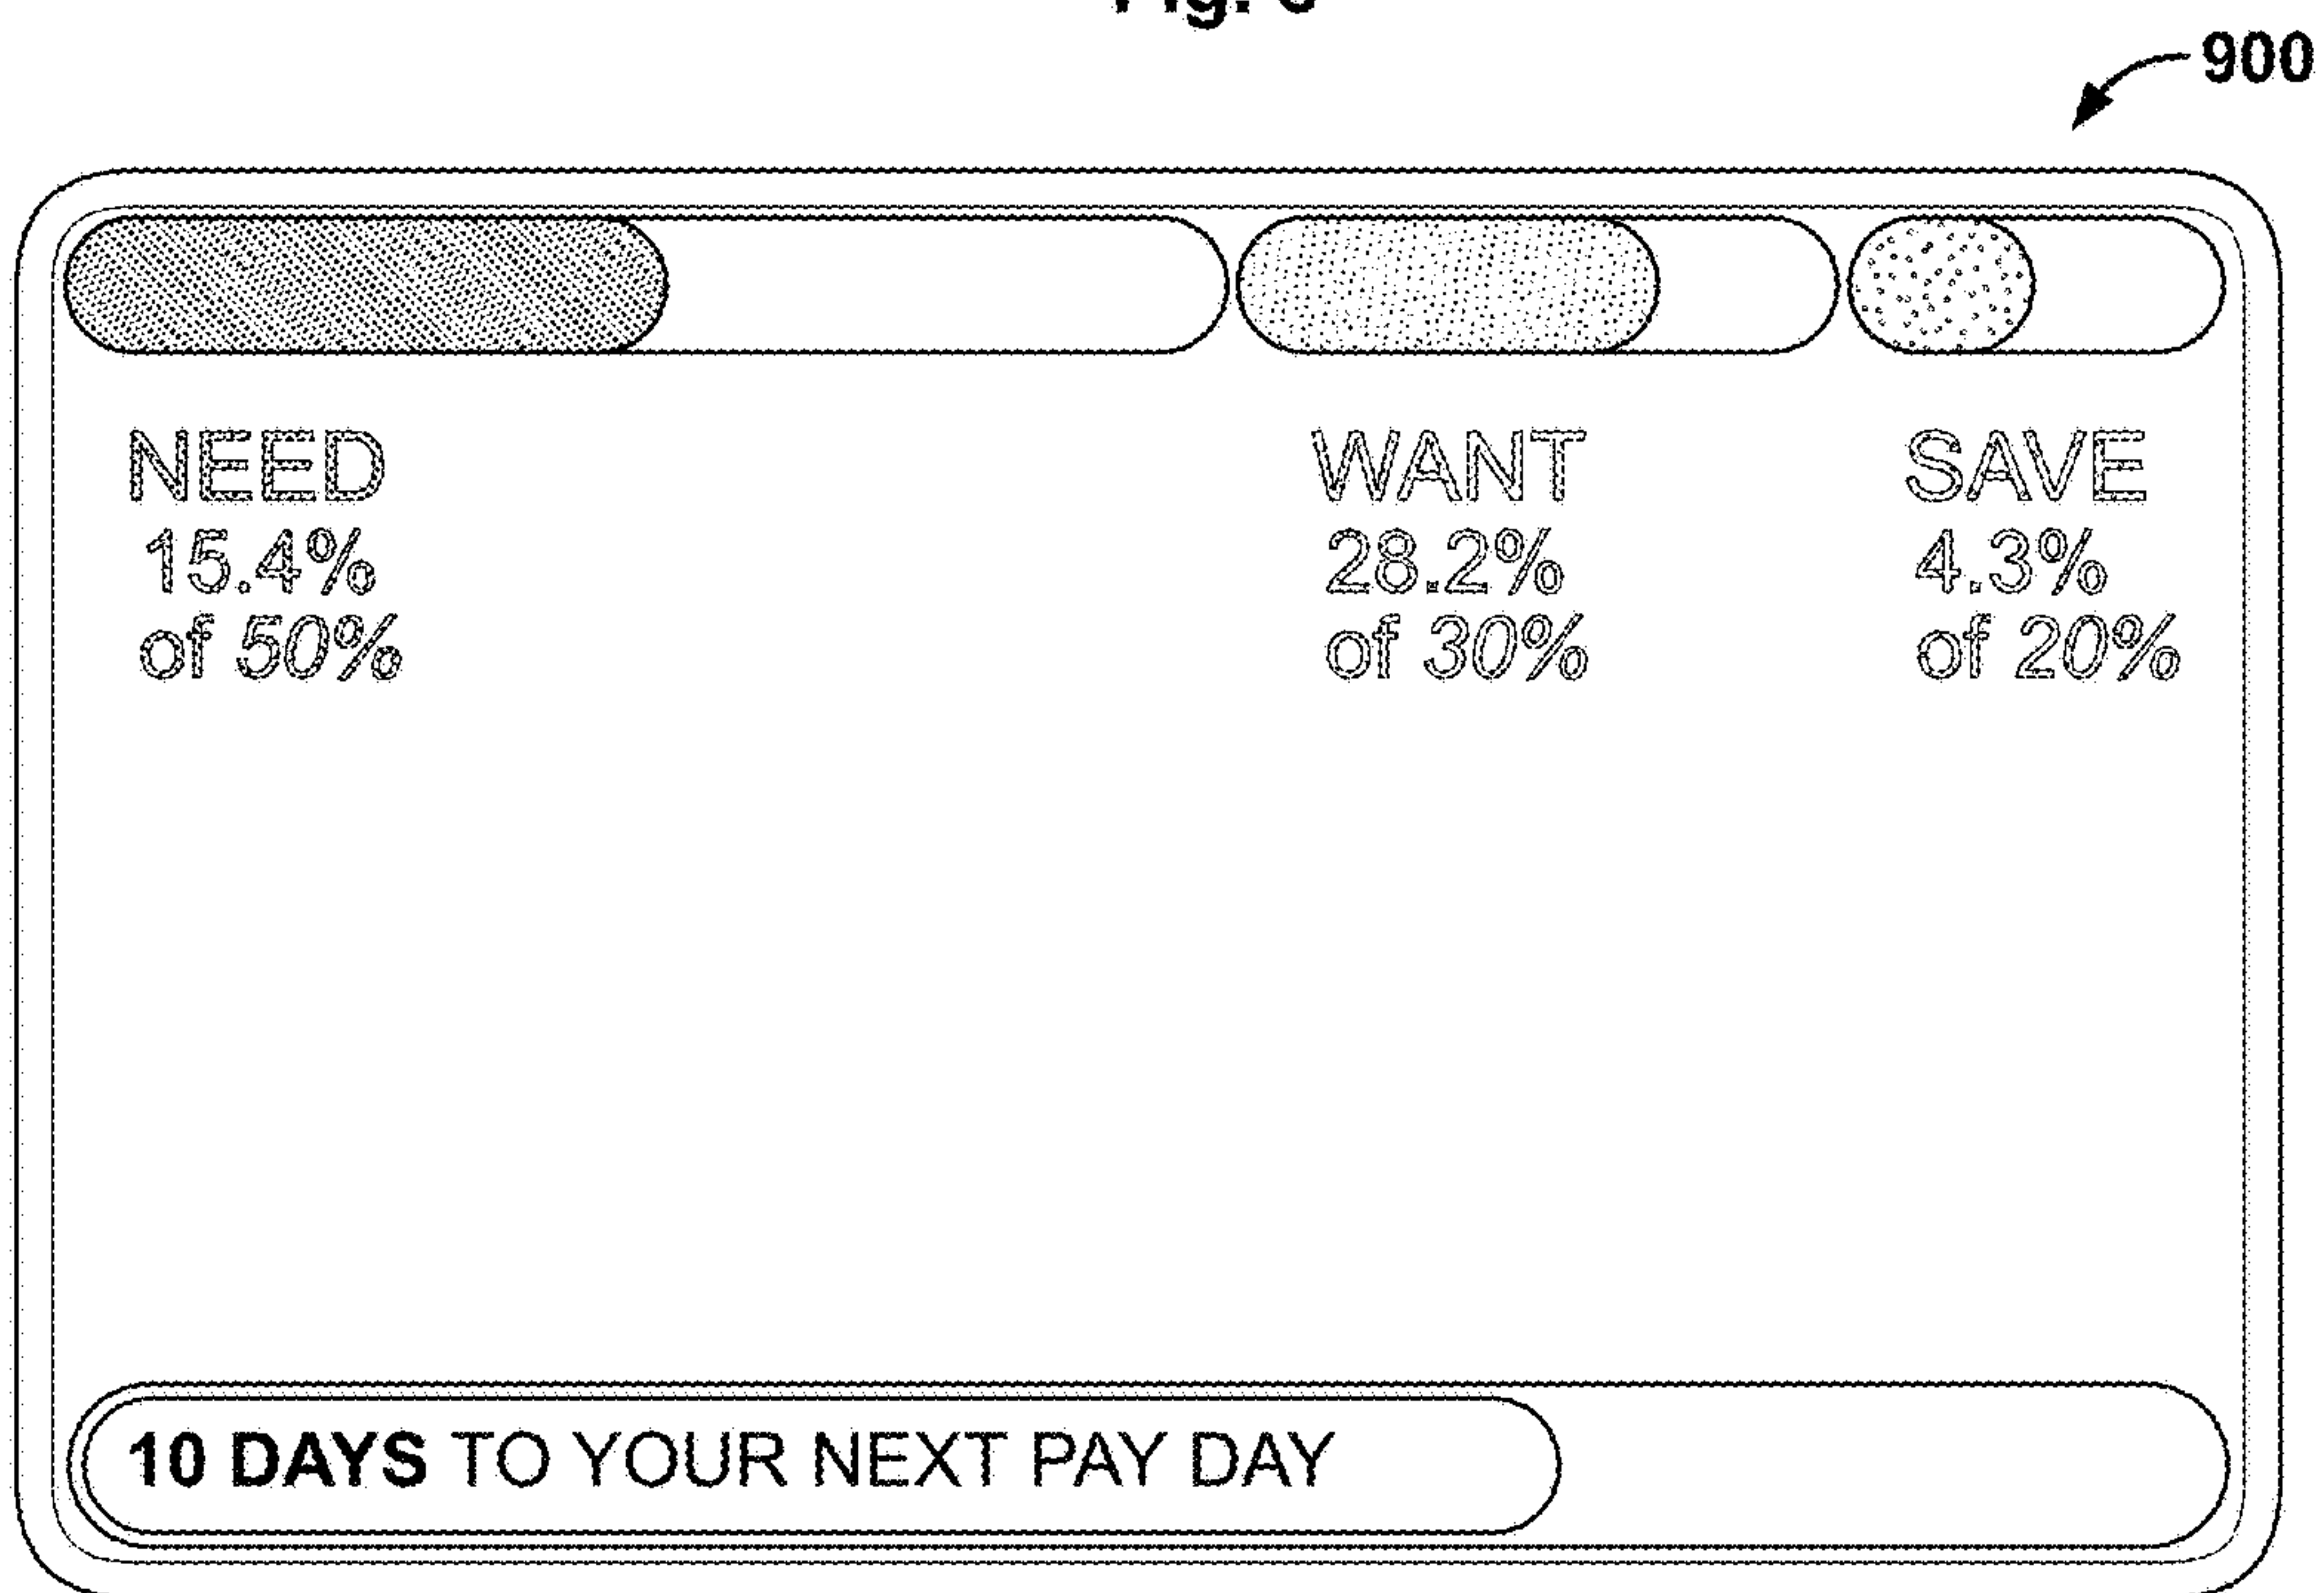 900
NEED
15.4%
of 50%
WANT
28.2%
of 30%
SAVE
4.3%
of 20%
10 DAYS TO YOUR NEXT PAY DAY